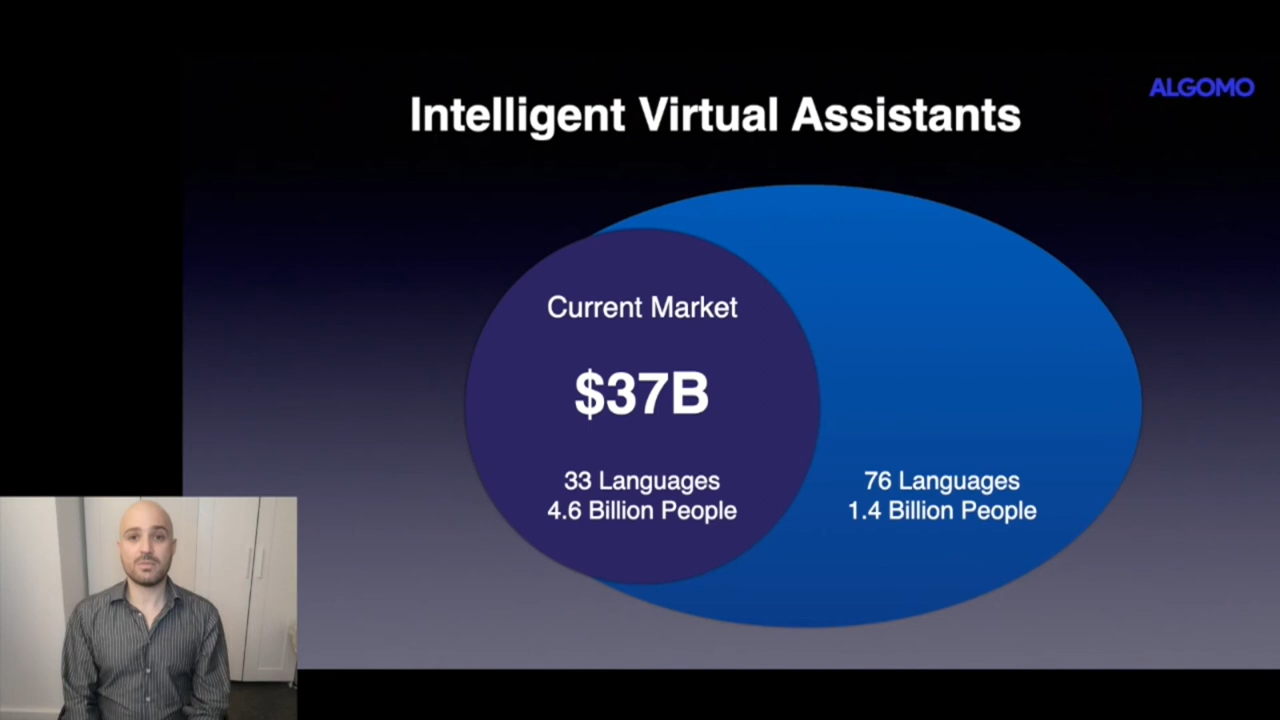 ALGOMO
Intelligent Virtual Assistants
Current Market
$37B
33 Languages
4.6 Billion People
76 Languages
1.4 Billion People